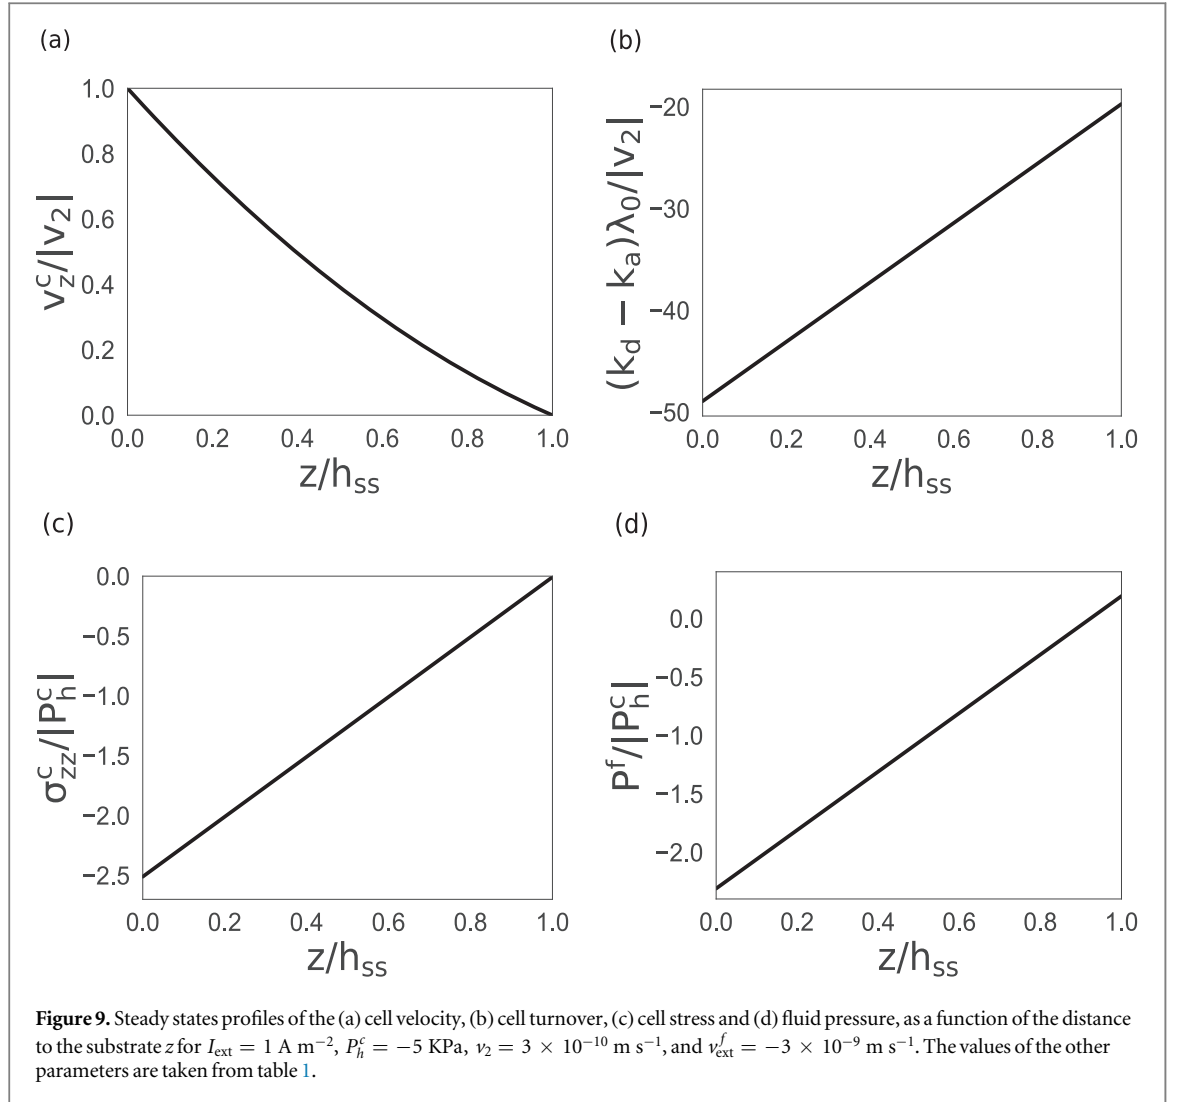 (a)
1.0
0.8
0.6
0.4
0.2
0.0
v_z^c/|v_2|
0.0 0.2 0.4 0.6 0.8 1.0
z/h_ss
(b)
−20
−30
−40
−50
(k_d − k_a)λ_0/|v_2|
0.0 0.2 0.4 0.6 0.8 1.0
z/h_ss
(c)
0.0
−0.5
−1.0
−1.5
−2.0
−2.5
σ_zz^c/|P_h^c|
0.0 0.2 0.4 0.6 0.8 1.0
z/h_ss
(d)
0.0
−0.5
−1.0
−1.5
−2.0
P^f/|P_h^c|
0.0 0.2 0.4 0.6 0.8 1.0
z/h_ss
Figure 9. Steady states profiles of the (a) cell velocity, (b) cell turnover, (c) cell stress and (d) fluid pressure, as a function of the distance
to the substrate z for I_ext = 1 A m^−2, P_h^c = −5 KPa, v_2 = 3 × 10^−10 m s^−1, and v_ext^f = −3 × 10^−9 m s^−1. The values of the other
parameters are taken from table 1.